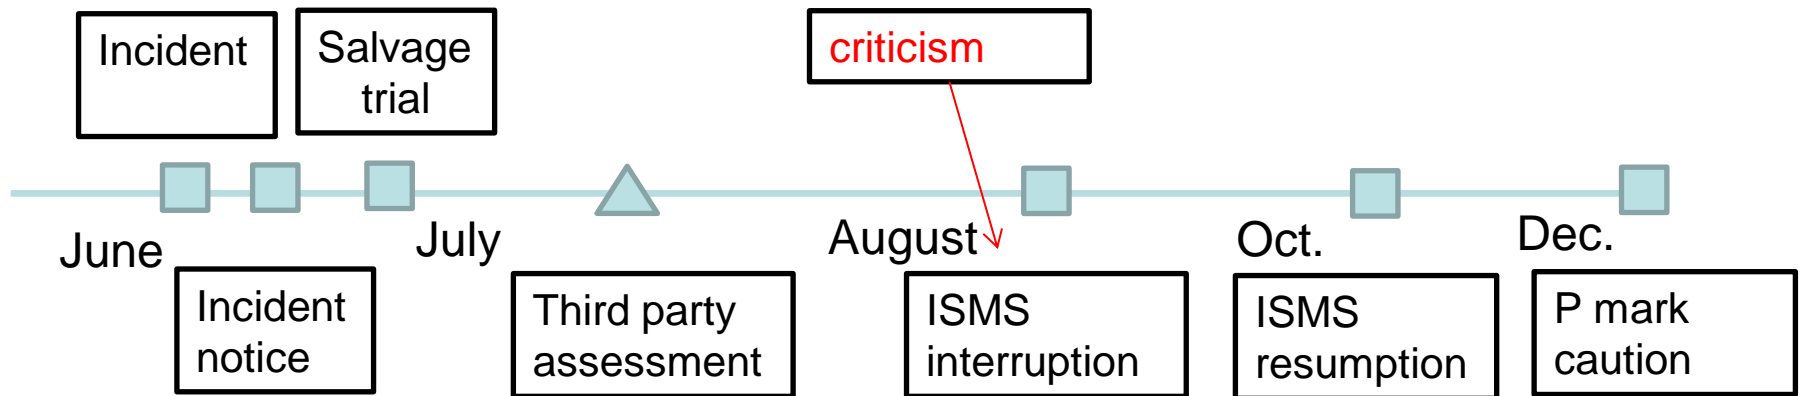 Incident
Salvage
trial
criticism
June
July
August
Oct.
Dec.
Incident
notice
Third party
assessment
ISMS
interruption
ISMS
resumption
P mark
caution